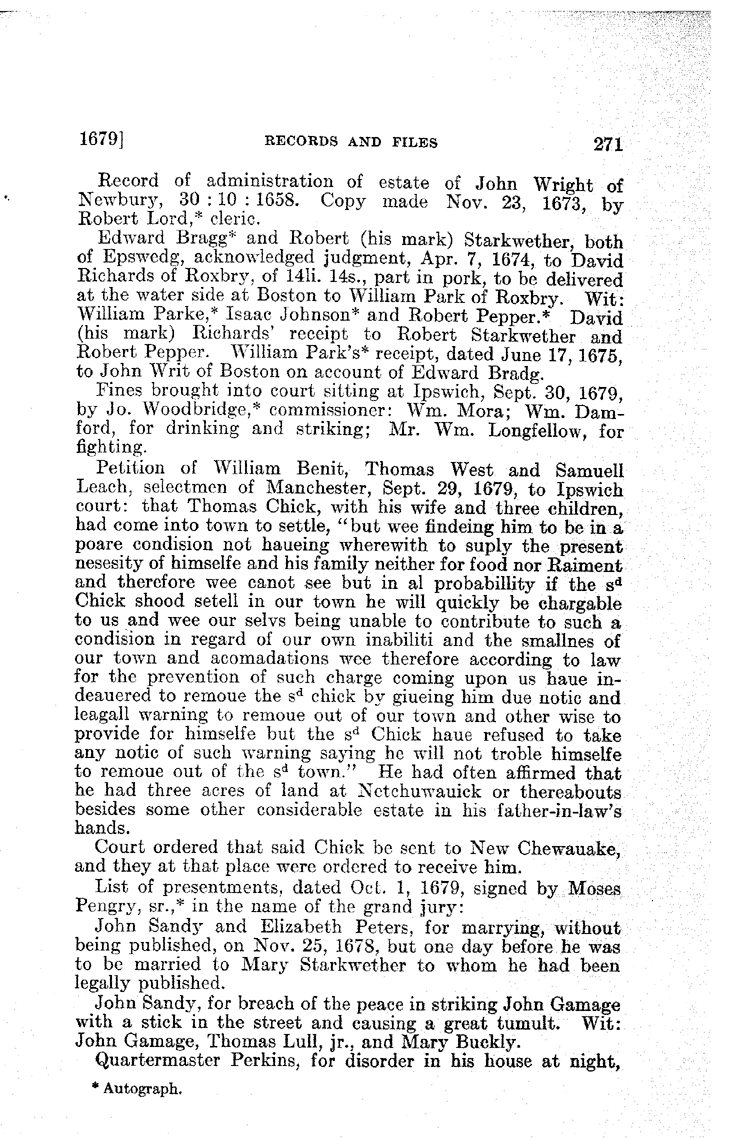 1679] RECORDS AND FILES 271
Record of administration of estate of John Wright of
Newbury, 30 : 10 : 1658. Copy made Nov. 23, 1673, by
Robert Lord,* cleric.
Edward Bragg* and Robert (his mark) Starkwether, both
of Epswedg, acknowledged judgment, Apr. 7, 1674, to David
Richards of Roxbry, of 14li. 14s., part in pork, to be delivered
at the water side at Boston to William Park of Roxbry. Wit:
William Parke,* Isaac Johnson* and Robert Pepper.* David
(his mark) Richards' receipt to Robert Starkwether and
Robert Pepper. William Park's* receipt, dated June 17, 1675,
to John Writ of Boston on account of Edward Bradg.
Fines brought into court sitting at Ipswich, Sept. 30, 1679,
by Jo. Woodbridge,* commissioner: Wm. Mora; Wm. Dam-
ford, for drinking and striking; Mr. Wm. Longfellow, for
fighting.
Petition of William Benit, Thomas West and Samuell
Leach, selectmen of Manchester, Sept. 29, 1679, to Ipswich
court: that Thomas Chick, with his wife and three children,
had come into town to settle, "but wee findeing him to be in a
poare condision not haueing wherewith to suply the present
nesesity of himselfe and his family neither for food nor Raiment
and therefore wee canot see but in al probabillity if the sd
Chick shood setell in our town he will quickly be chargable
to us and wee our selvs being unable to contribute to such a
condision in regard of our own inabiliti and the smallnes of
our town and acomadations wee therefore according to law
for the prevention of such charge coming upon us haue in-
deauered to remoue the sd chick by giueing him due notic and
leagall warning to remoue out of our town and other wise to
provide for himselfe but the sd Chick haue refused to take
any notic of such warning saying he will not troble himselfe
to remoue out of the sd town." He had often affirmed that
he had three acres of land at Netchuwauick or thereabouts
besides some other considerable estate in his father-in-law's
hands.
Court ordered that said Chick be sent to New Chewauake,
and they at that place were ordered to receive him.
List of presentments, dated Oct. 1, 1679, signed by Moses
Pengry, sr.,* in the name of the grand jury:
John Sandy and Elizabeth Peters, for marrying, without
being published, on Nov. 25, 1678, but one day before he was
to be married to Mary Starkwether to whom he had been
legally published.
John Sandy, for breach of the peace in striking John Gamage
with a stick in the street and causing a great tumult. Wit:
John Gamage, Thomas Lull, jr., and Mary Buckly.
Quartermaster Perkins, for disorder in his house at night,
* Autograph.